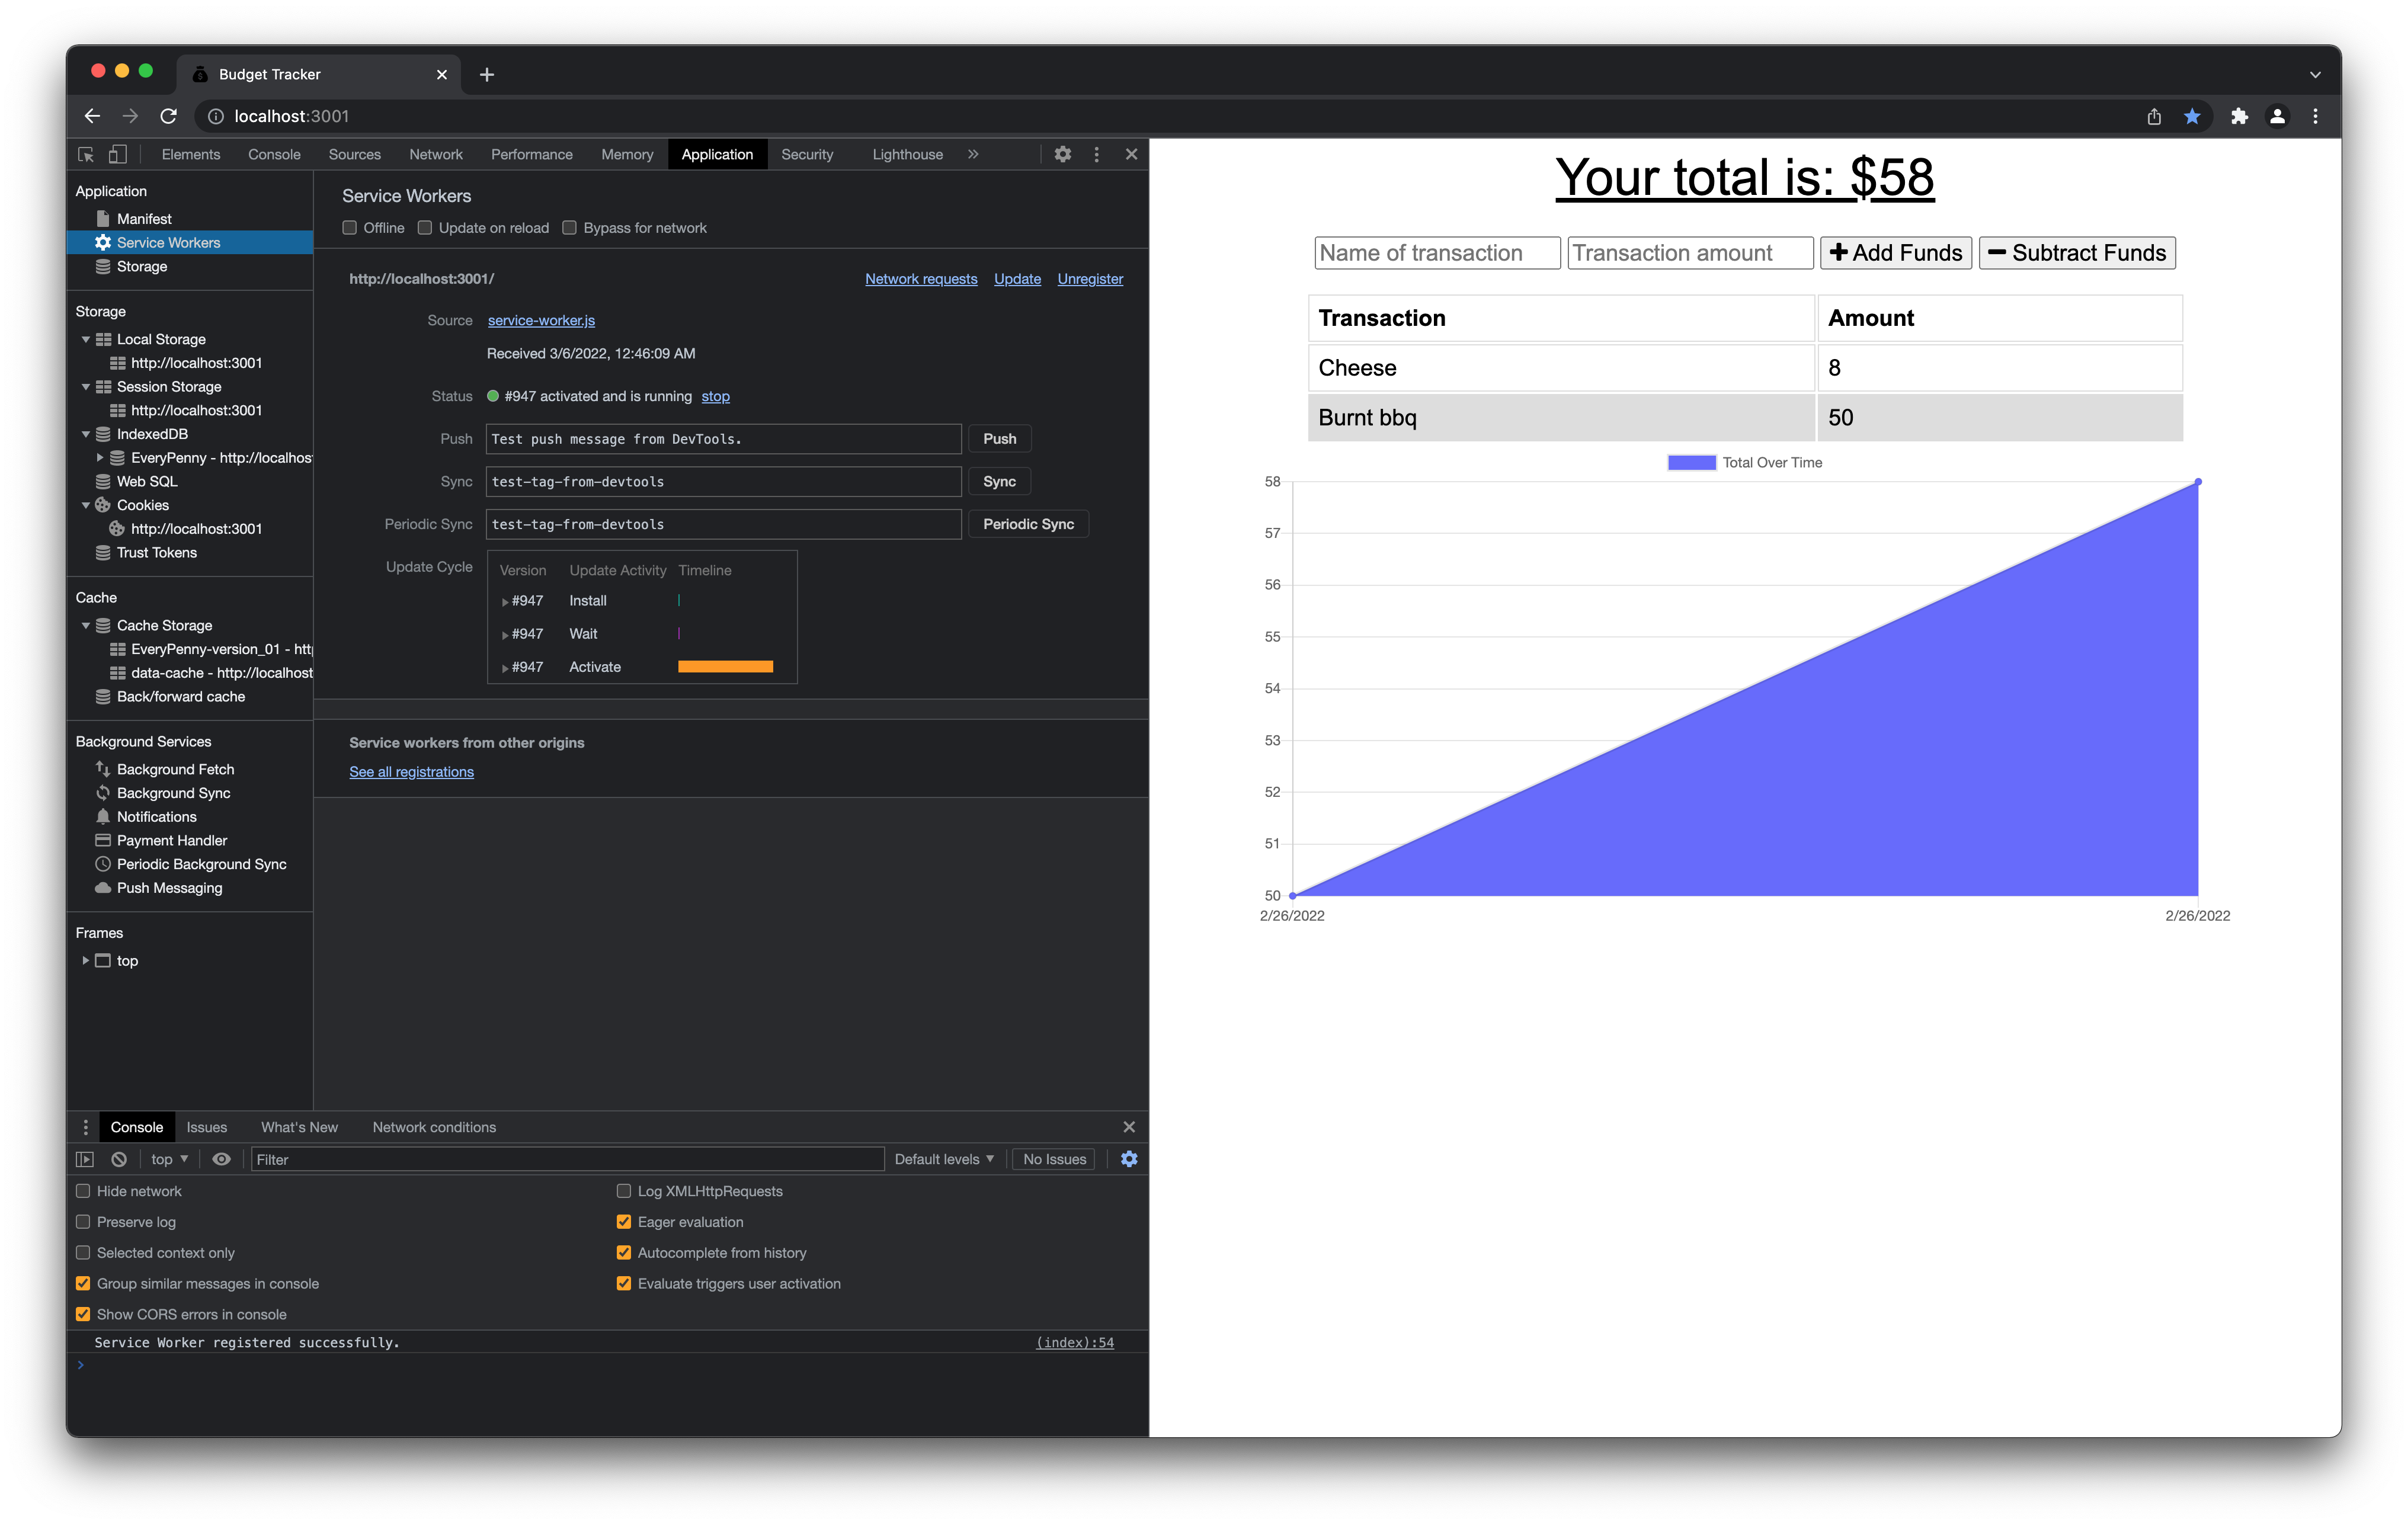 Budget Tracker
localhost:3001
Elements Console Sources Network Performance Memory Application Security Lighthouse
Application
Manifest
Service Workers
Storage
Storage
Local Storage
http://localhost:3001
Session Storage
http://localhost:3001
IndexedDB
EveryPenny - http://localhos
Web SQL
Cookies
http://localhost:3001
Trust Tokens
Cache
Cache Storage
EveryPenny-version_01 - htt
data-cache - http://localhost
Back/forward cache
Background Services
Background Fetch
Background Sync
Notifications
Payment Handler
Periodic Background Sync
Push Messaging
Frames
top
Service Workers
Offline Update on reload Bypass for network
http://localhost:3001/ Network requests Update Unregister
Source service-worker.js
Received 3/6/2022, 12:46:09 AM
Status #947 activated and is running stop
Push Test push message from DevTools. Push
Sync test-tag-from-devtools Sync
Periodic Sync test-tag-from-devtools Periodic Sync
Update Cycle Version Update Activity Timeline
#947 Install
#947 Wait
#947 Activate
Service workers from other origins
See all registrations
Console Issues What's New Network conditions
top Filter Default levels No Issues
Hide network Log XMLHttpRequests
Preserve log Eager evaluation
Selected context only Autocomplete from history
Group similar messages in console Evaluate triggers user activation
Show CORS errors in console
Service Worker registered successfully. (index):54
Your total is: $58
Name of transaction Transaction amount Add Funds Subtract Funds
Transaction Amount
Cheese 8
Burnt bbq 50
Total Over Time
58
57
56
55
54
53
52
51
50
2/26/2022 2/26/2022